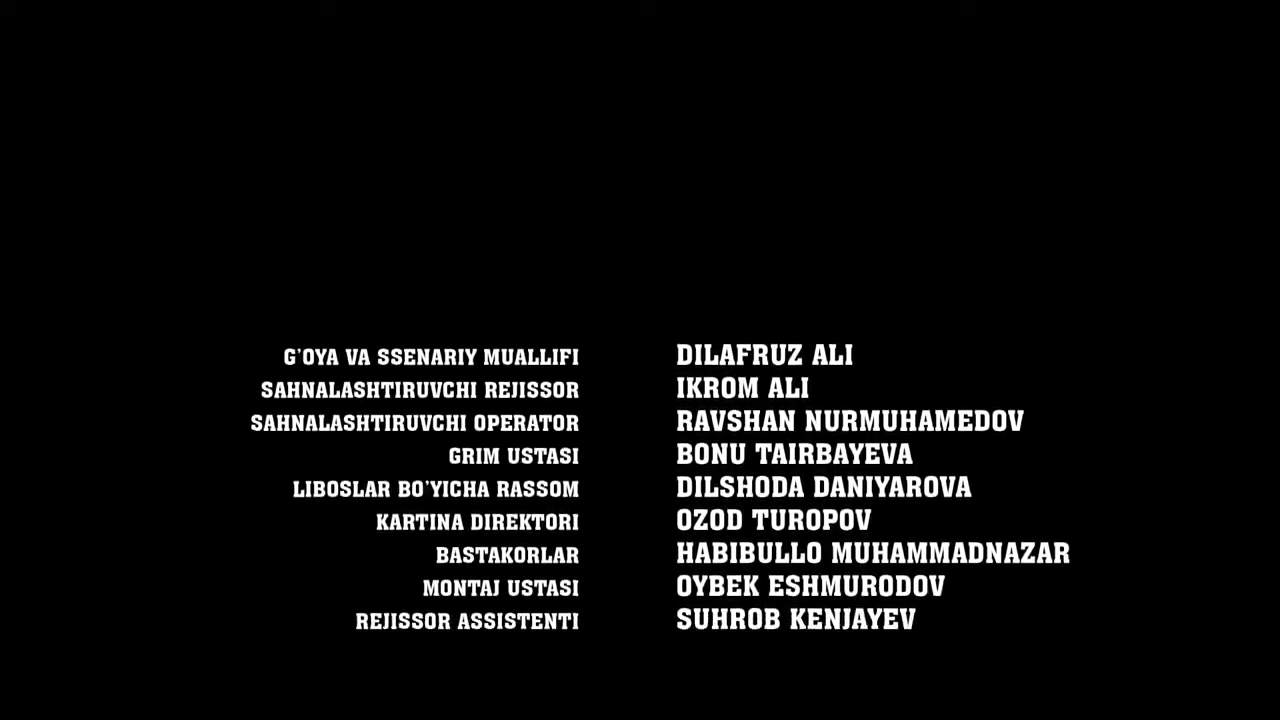 G'OYA VA SSENARIY MUALLIFI DILAFRUZ ALI
SAHNALASHTIRUVCHI REJISSOR IKROM ALI
SAHNALASHTIRUVCHI OPERATOR RAVSHAN NURMUHAMEDOV
GRIM USTASI BONU TAIRBAYEVA
LIBOSLAR BO'YICHA RASSOM DILSHODA DANIYAROVA
KARTINA DIREKTORI OZOD TUROPOV
BASTAKORLAR HABIBULLO MUHAMMADNAZAR
MONTAJ USTASI OYBEK ESHMURODOV
REJISSOR ASSISTENTI SUHROB KENJAYEV